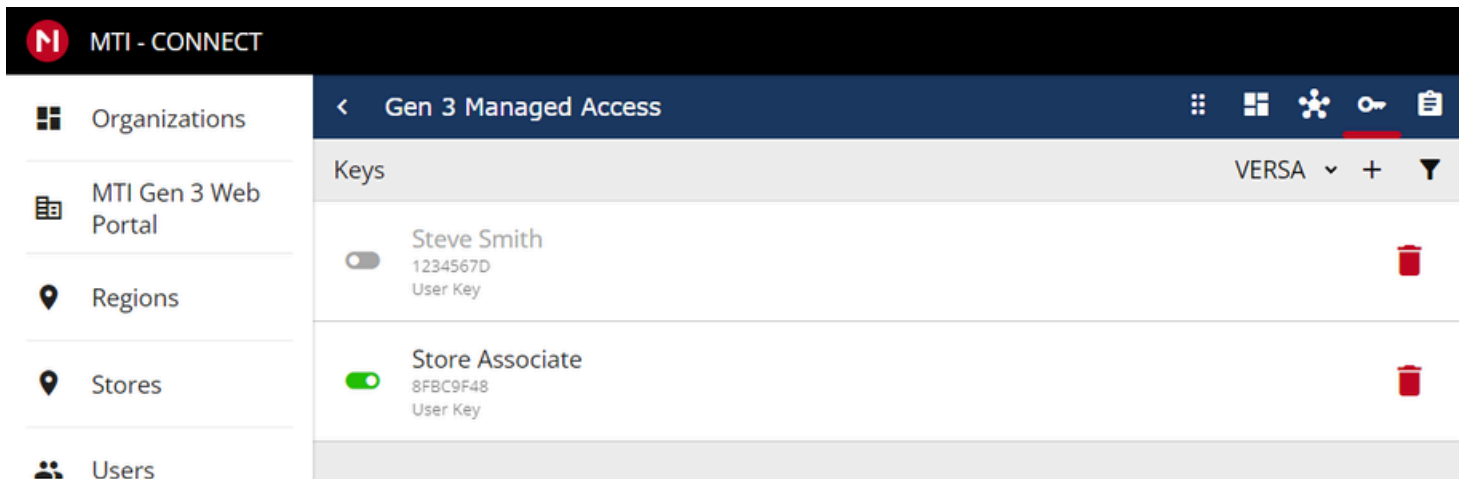 MTI - CONNECT
Organizations
MTI Gen 3 Web
Portal
Regions
Stores
Users
Gen 3 Managed Access
Keys
VERSA
Steve Smith
1234567D
User Key
Store Associate
8FBC9F48
User Key